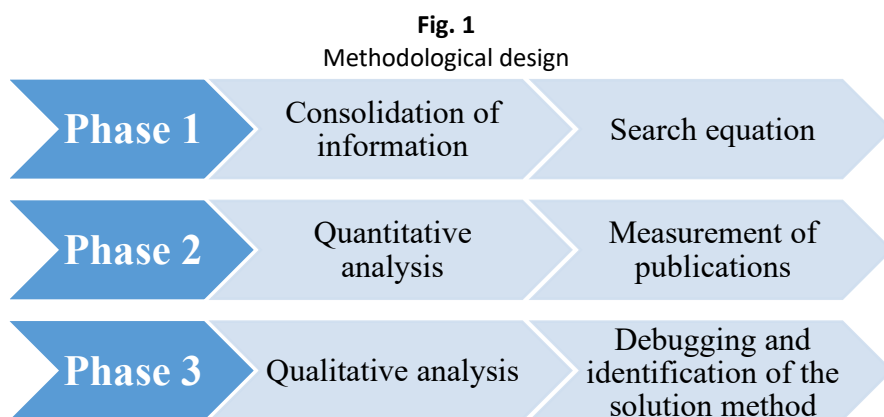 Fig. 1
Methodological design
Phase 1
Consolidation of
information
Search equation
Phase 2
Quantitative
analysis
Measurement of
publications
Phase 3
Qualitative analysis
Debugging and
identification of the
solution method